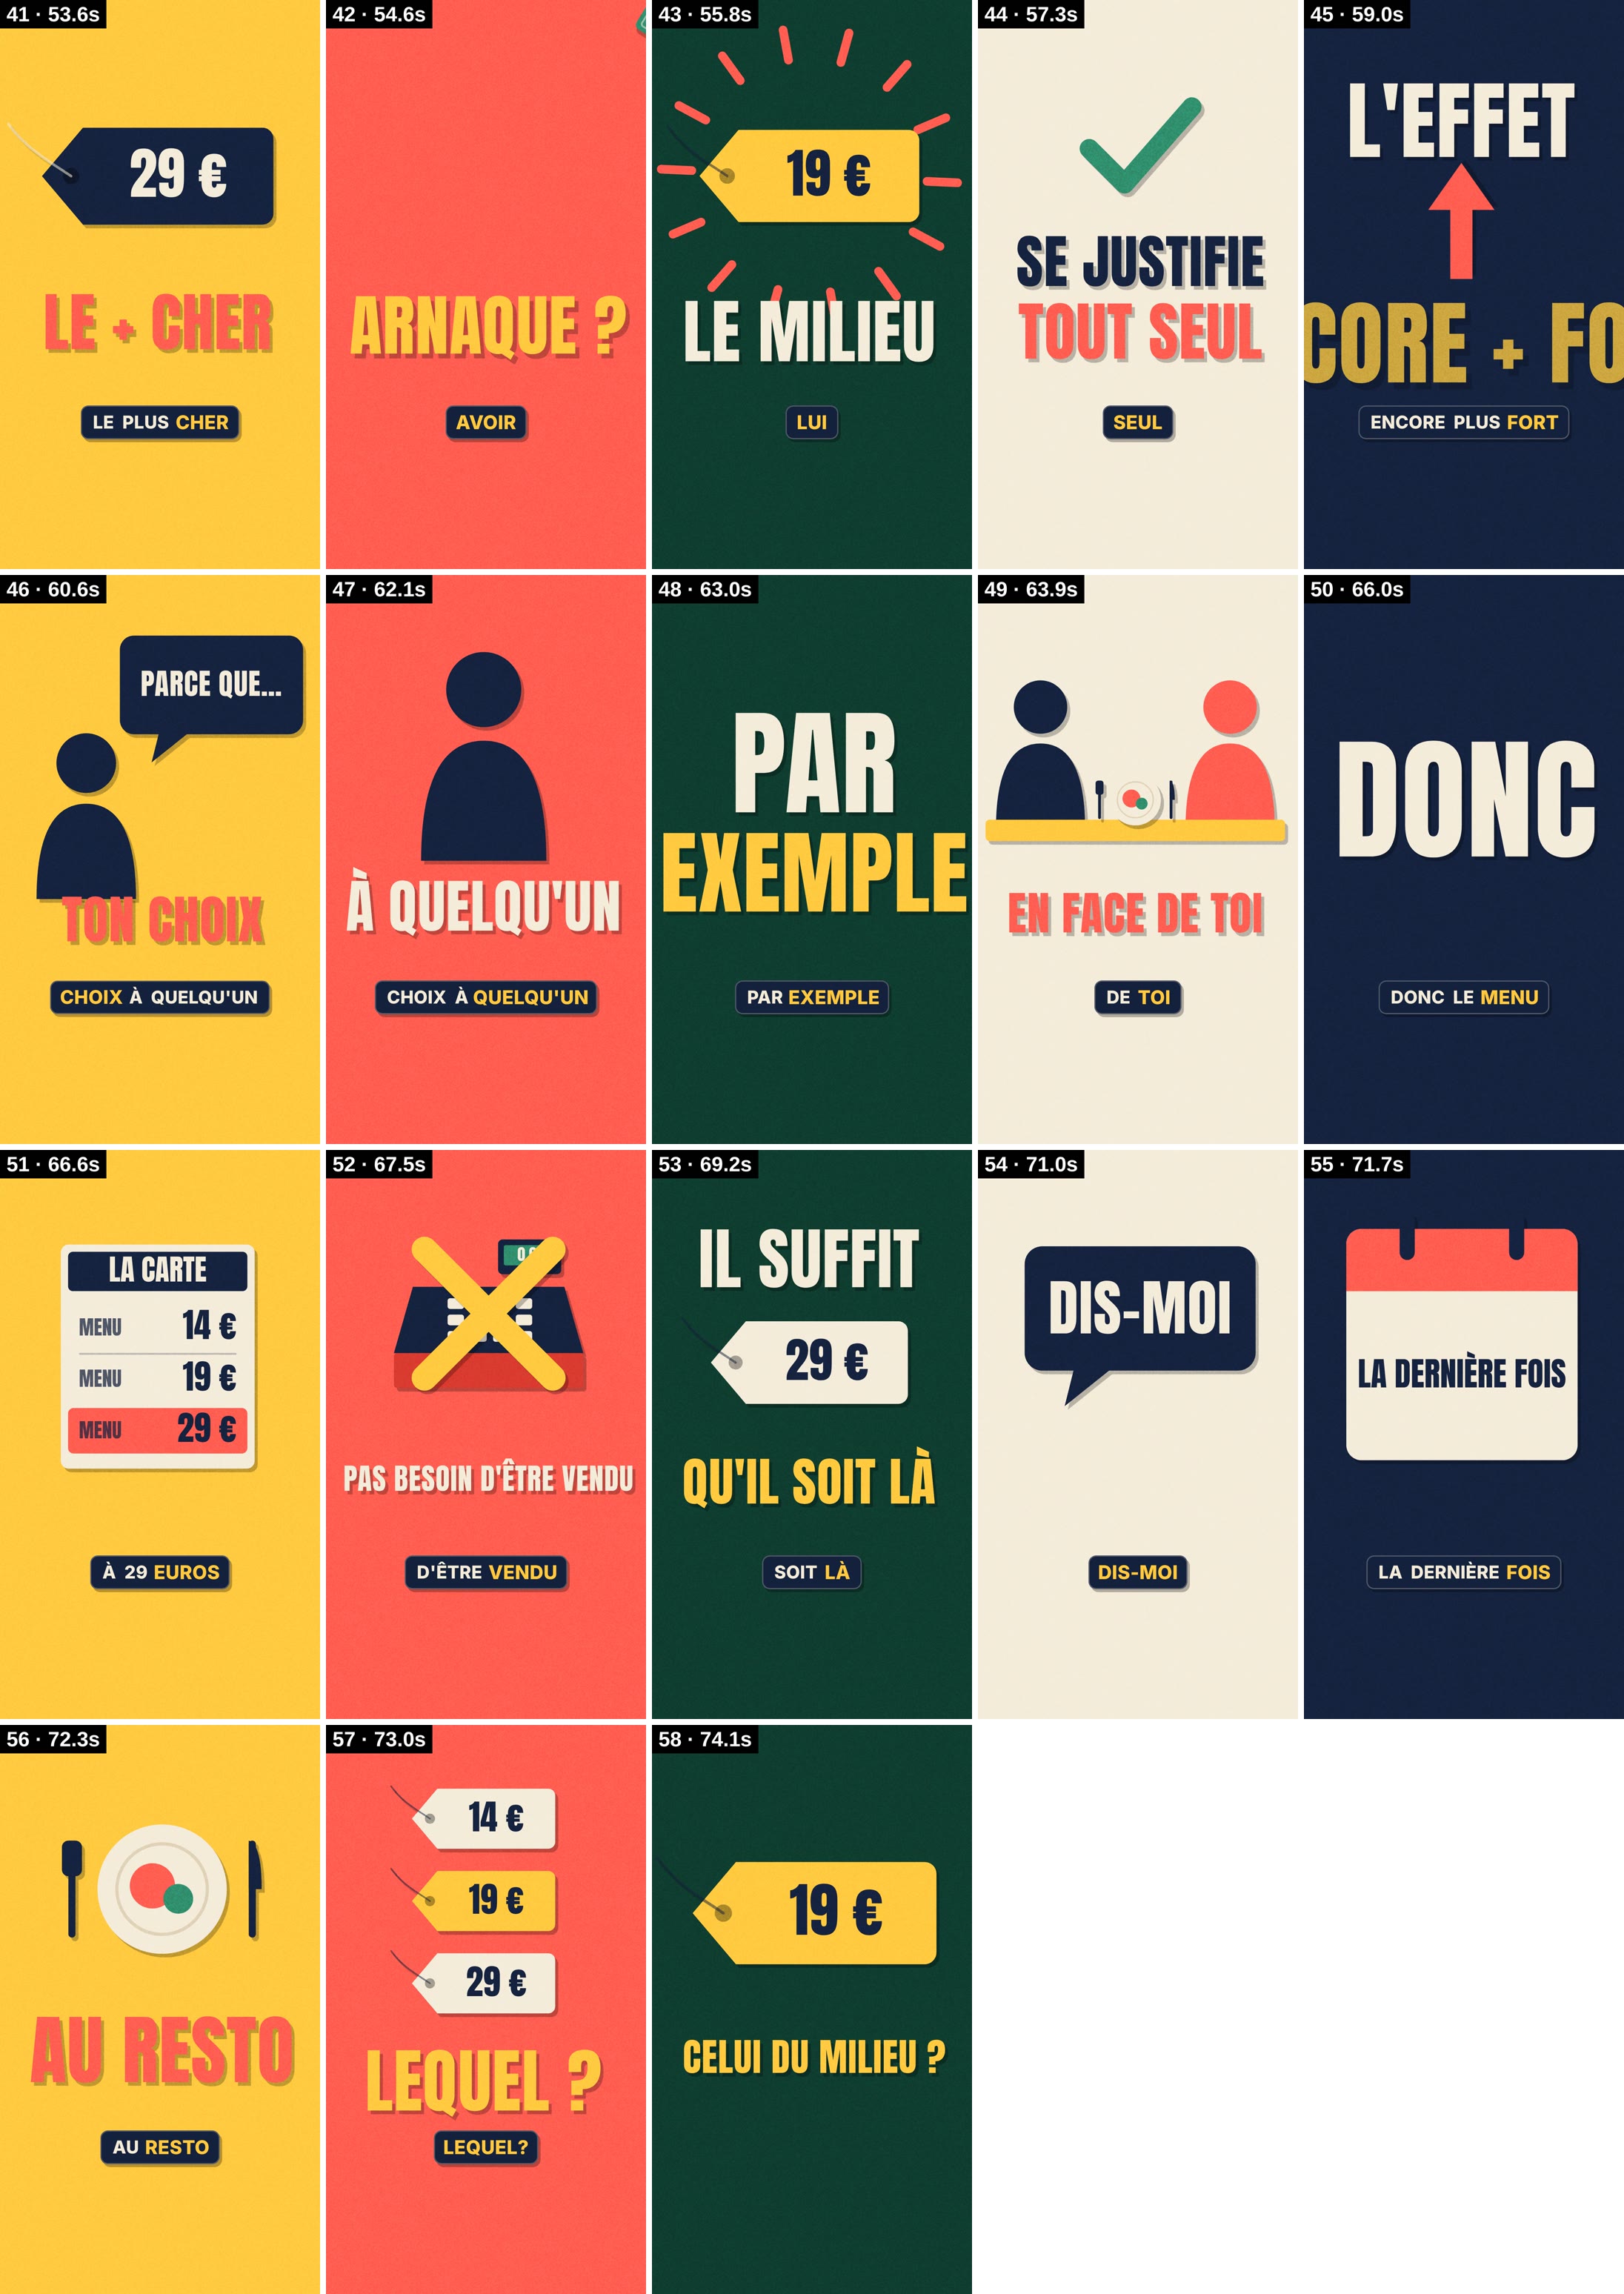 41 · 53.6s
29 €
LE + CHER
LE PLUS CHER
42 · 54.6s
ARNAQUE ?
AVOIR
43 · 55.8s
19 €
LE MILIEU
LUI
44 · 57.3s
SE JUSTIFIE
TOUT SEUL
SEUL
45 · 59.0s
L'EFFET
CORE + FO
ENCORE PLUS FORT
46 · 60.6s
PARCE QUE...
TON CHOIX
CHOIX À QUELQU'UN
47 · 62.1s
À QUELQU'UN
CHOIX À QUELQU'UN
48 · 63.0s
PAR
EXEMPLE
PAR EXEMPLE
49 · 63.9s
EN FACE DE TOI
DE TOI
50 · 66.0s
DONC
DONC LE MENU
51 · 66.6s
LA CARTE
MENU 14 €
MENU 19 €
MENU 29 €
À 29 EUROS
52 · 67.5s
PAS BESOIN D'ÊTRE VENDU
D'ÊTRE VENDU
53 · 69.2s
IL SUFFIT
29 €
QU'IL SOIT LÀ
SOIT LÀ
54 · 71.0s
DIS-MOI
DIS-MOI
55 · 71.7s
LA DERNIÈRE FOIS
LA DERNIÈRE FOIS
56 · 72.3s
AU RESTO
AU RESTO
57 · 73.0s
14 €
19 €
29 €
LEQUEL ?
LEQUEL?
58 · 74.1s
19 €
CELUI DU MILIEU ?